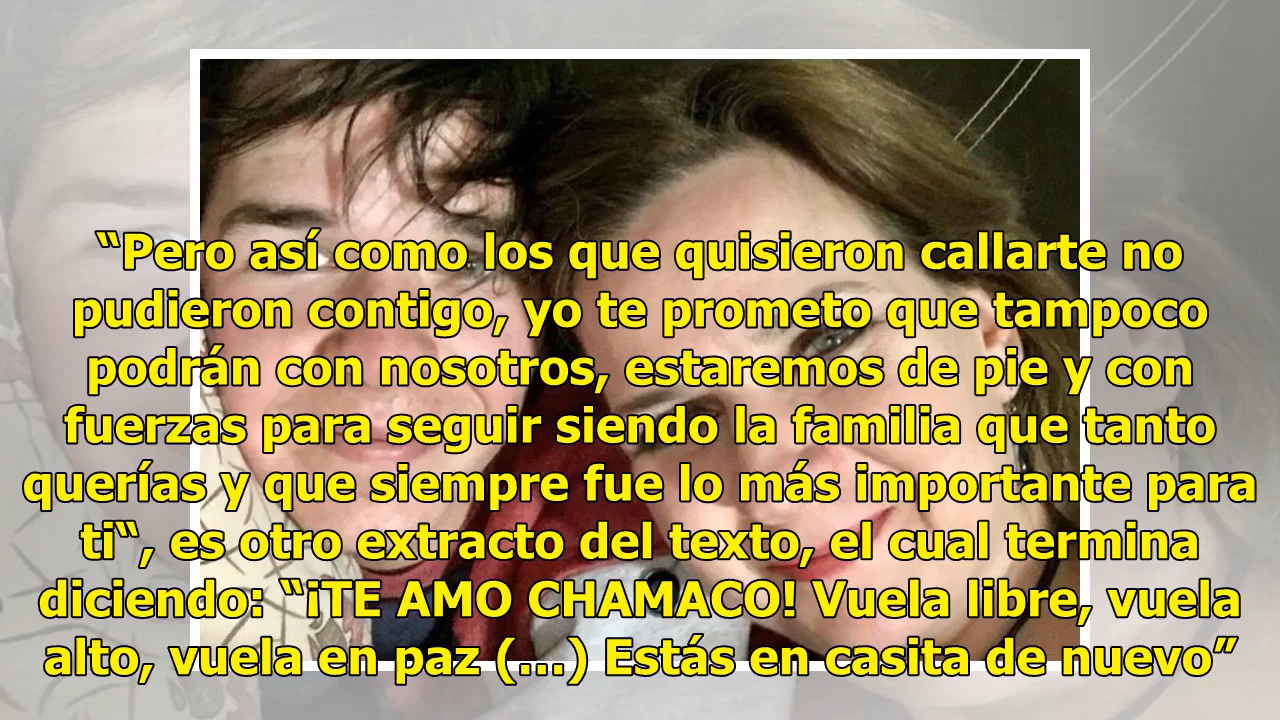 “Pero así como los que quisieron callarte no
pudieron contigo, yo te prometo que tampoco
podrán con nosotros, estaremos de pie y con
fuerzas para seguir siendo la familia que tanto
querías y que siempre fue lo más importante para
ti“, es otro extracto del texto, el cual termina
diciendo: “¡TE AMO CHAMACO! Vuela libre, vuela
alto, vuela en paz (...) Estás en casita de nuevo”